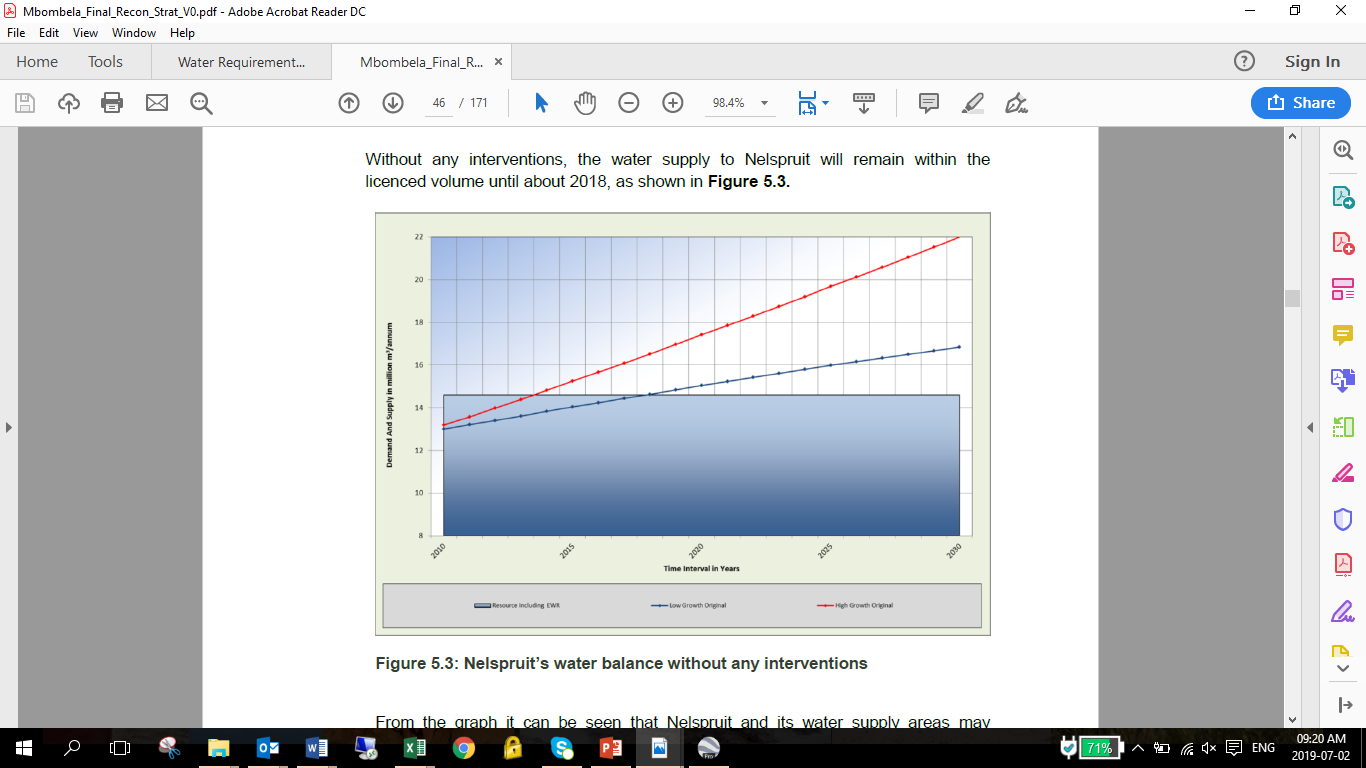 Mbombela_Final_Recon_Strat_V0.pdf - Adobe Acrobat Reader DC
File Edit View Window Help
Home Tools Water Requirement... Mbombela_Final_R... × ? Sign In
46 / 171 98.4% Share
Without any interventions, the water supply to Nelspruit will remain within the
licenced volume until about 2018, as shown in Figure 5.3.
22
20
18
16
14
12
10
8
Demand And Supply in million m³/annum
2010 2015 2020 2025 2030
Time Interval in Years
Resource including EWR Low Growth Original High Growth Original
Figure 5.3: Nelspruit's water balance without any interventions
From the graph it can be seen that Nelspruit and its water supply areas may
71% ENG 09:20 AM
2019-07-02